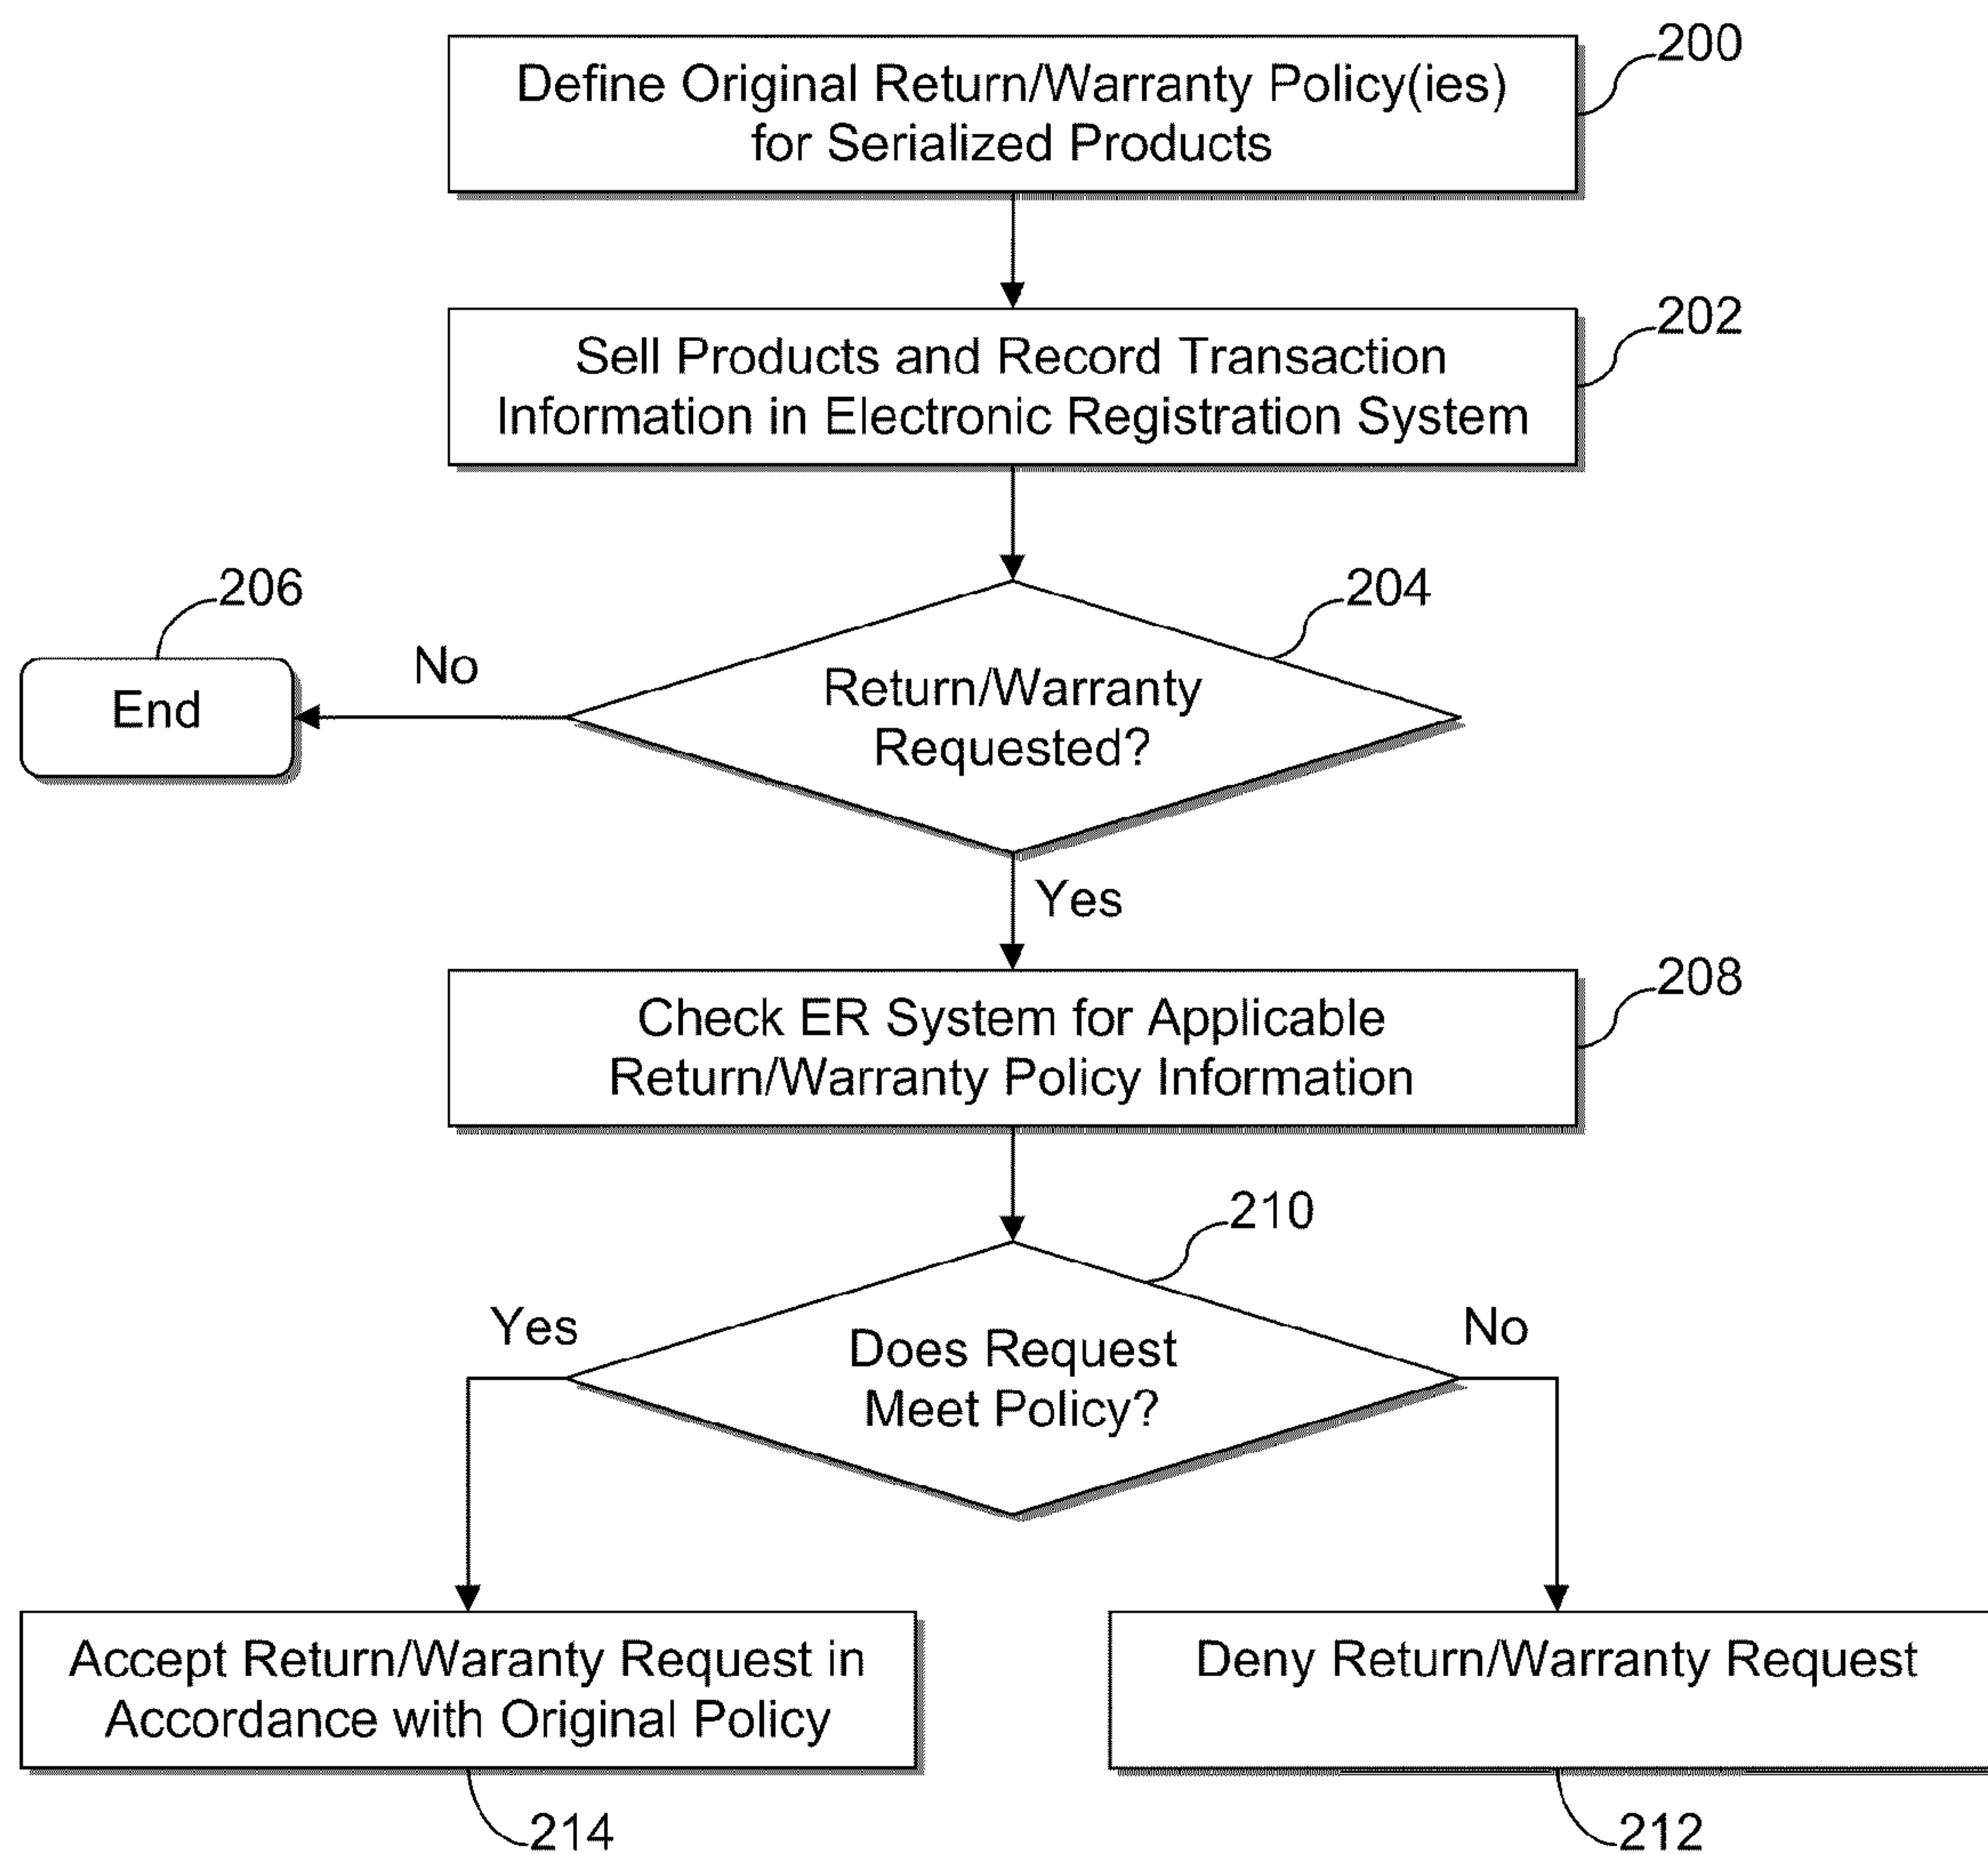 200
Define Original Return/Warranty Policy(ies)
for Serialized Products
202
Sell Products and Record Transaction
Information in Electronic Registration System
206
204
End
No
Return/Warranty
Requested?
Yes
208
Check ER System for Applicable
Return/Warranty Policy Information
210
Yes
No
Does Request
Meet Policy?
Accept Return/Waranty Request in
Accordance with Original Policy
Deny Return/Warranty Request
214
212